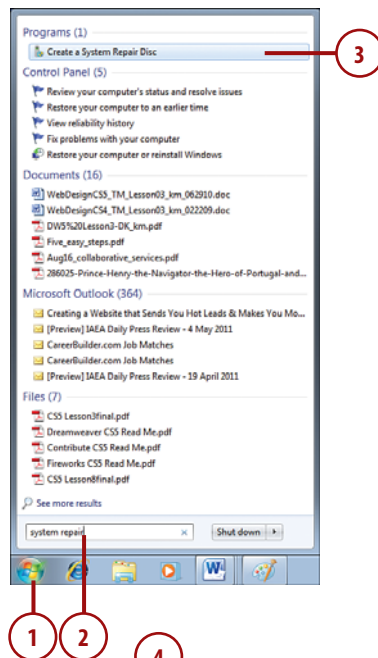 Programs (1)
Create a System Repair Disc
3
Control Panel (5)
Review your computer's status and resolve issues
Restore your computer to an earlier time
View reliability history
Fix problems with your computer
Restore your computer or reinstall Windows
Documents (16)
WebDesignCS5_TM_Lesson03_km_062910.doc
WebDesignCS4_TM_Lesson03_km_022209.doc
DW5%20Lesson3-DK_km.pdf
Five_easy_steps.pdf
Aug16_collaborative_services.pdf
286025-Prince-Henry-the-Navigator-the-Hero-of-Portugal-and...
Microsoft Outlook (364)
Creating a Website that Sends You Hot Leads & Makes You Mo...
[Preview] IAEA Daily Press Review - 4 May 2011
CareerBuilder.com Job Matches
CareerBuilder.com Job Matches
[Preview] IAEA Daily Press Review - 19 April 2011
Files (7)
CS5 Lesson3final.pdf
Dreamweaver CS5 Read Me.pdf
Contribute CS5 Read Me.pdf
Fireworks CS5 Read Me.pdf
CS5 Lesson8final.pdf
See more results
system repair
Shut down
W
1 2
4